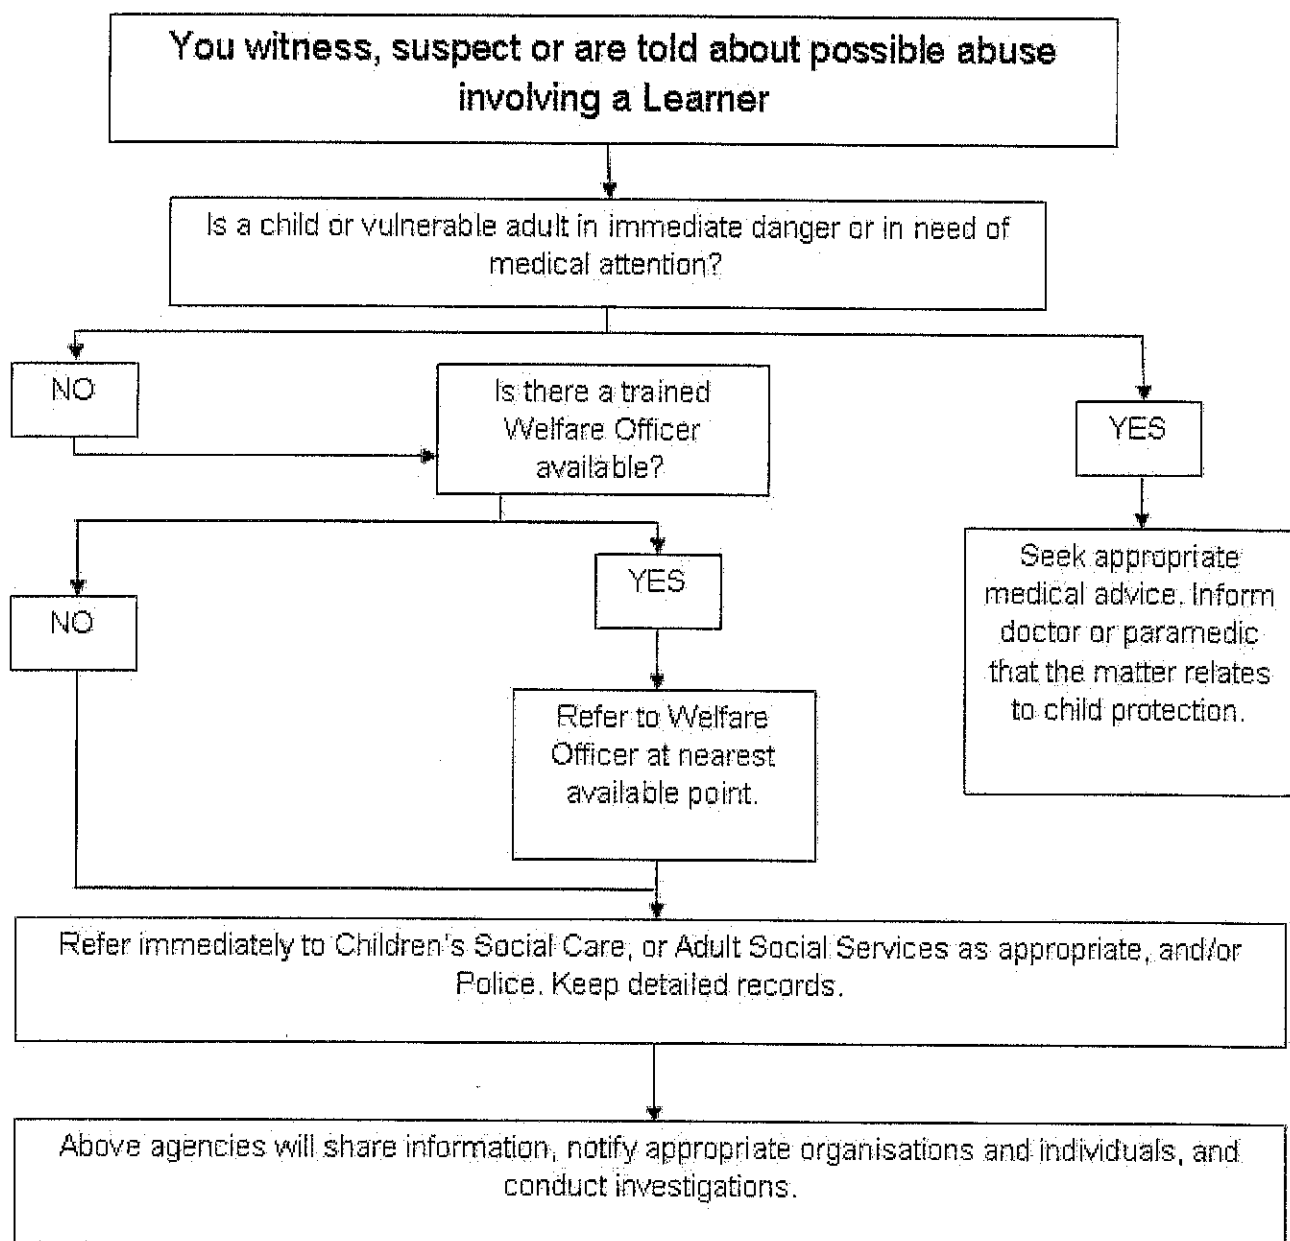 You witness, suspect or are told about possible abuse
involving a Learner
Is a child or vulnerable adult in immediate danger or in need of
medical attention?
NO
Is there a trained
Welfare Officer
available?
YES
NO
YES
Seek appropriate
medical advice. Inform
doctor or paramedic
that the matter relates
to child protection.
Refer to Welfare
Officer at nearest
available point.
Refer immediately to Children's Social Care, or Adult Social Services as appropriate, and/or
Police. Keep detailed records.
Above agencies will share information, notify appropriate organisations and individuals, and
conduct investigations.